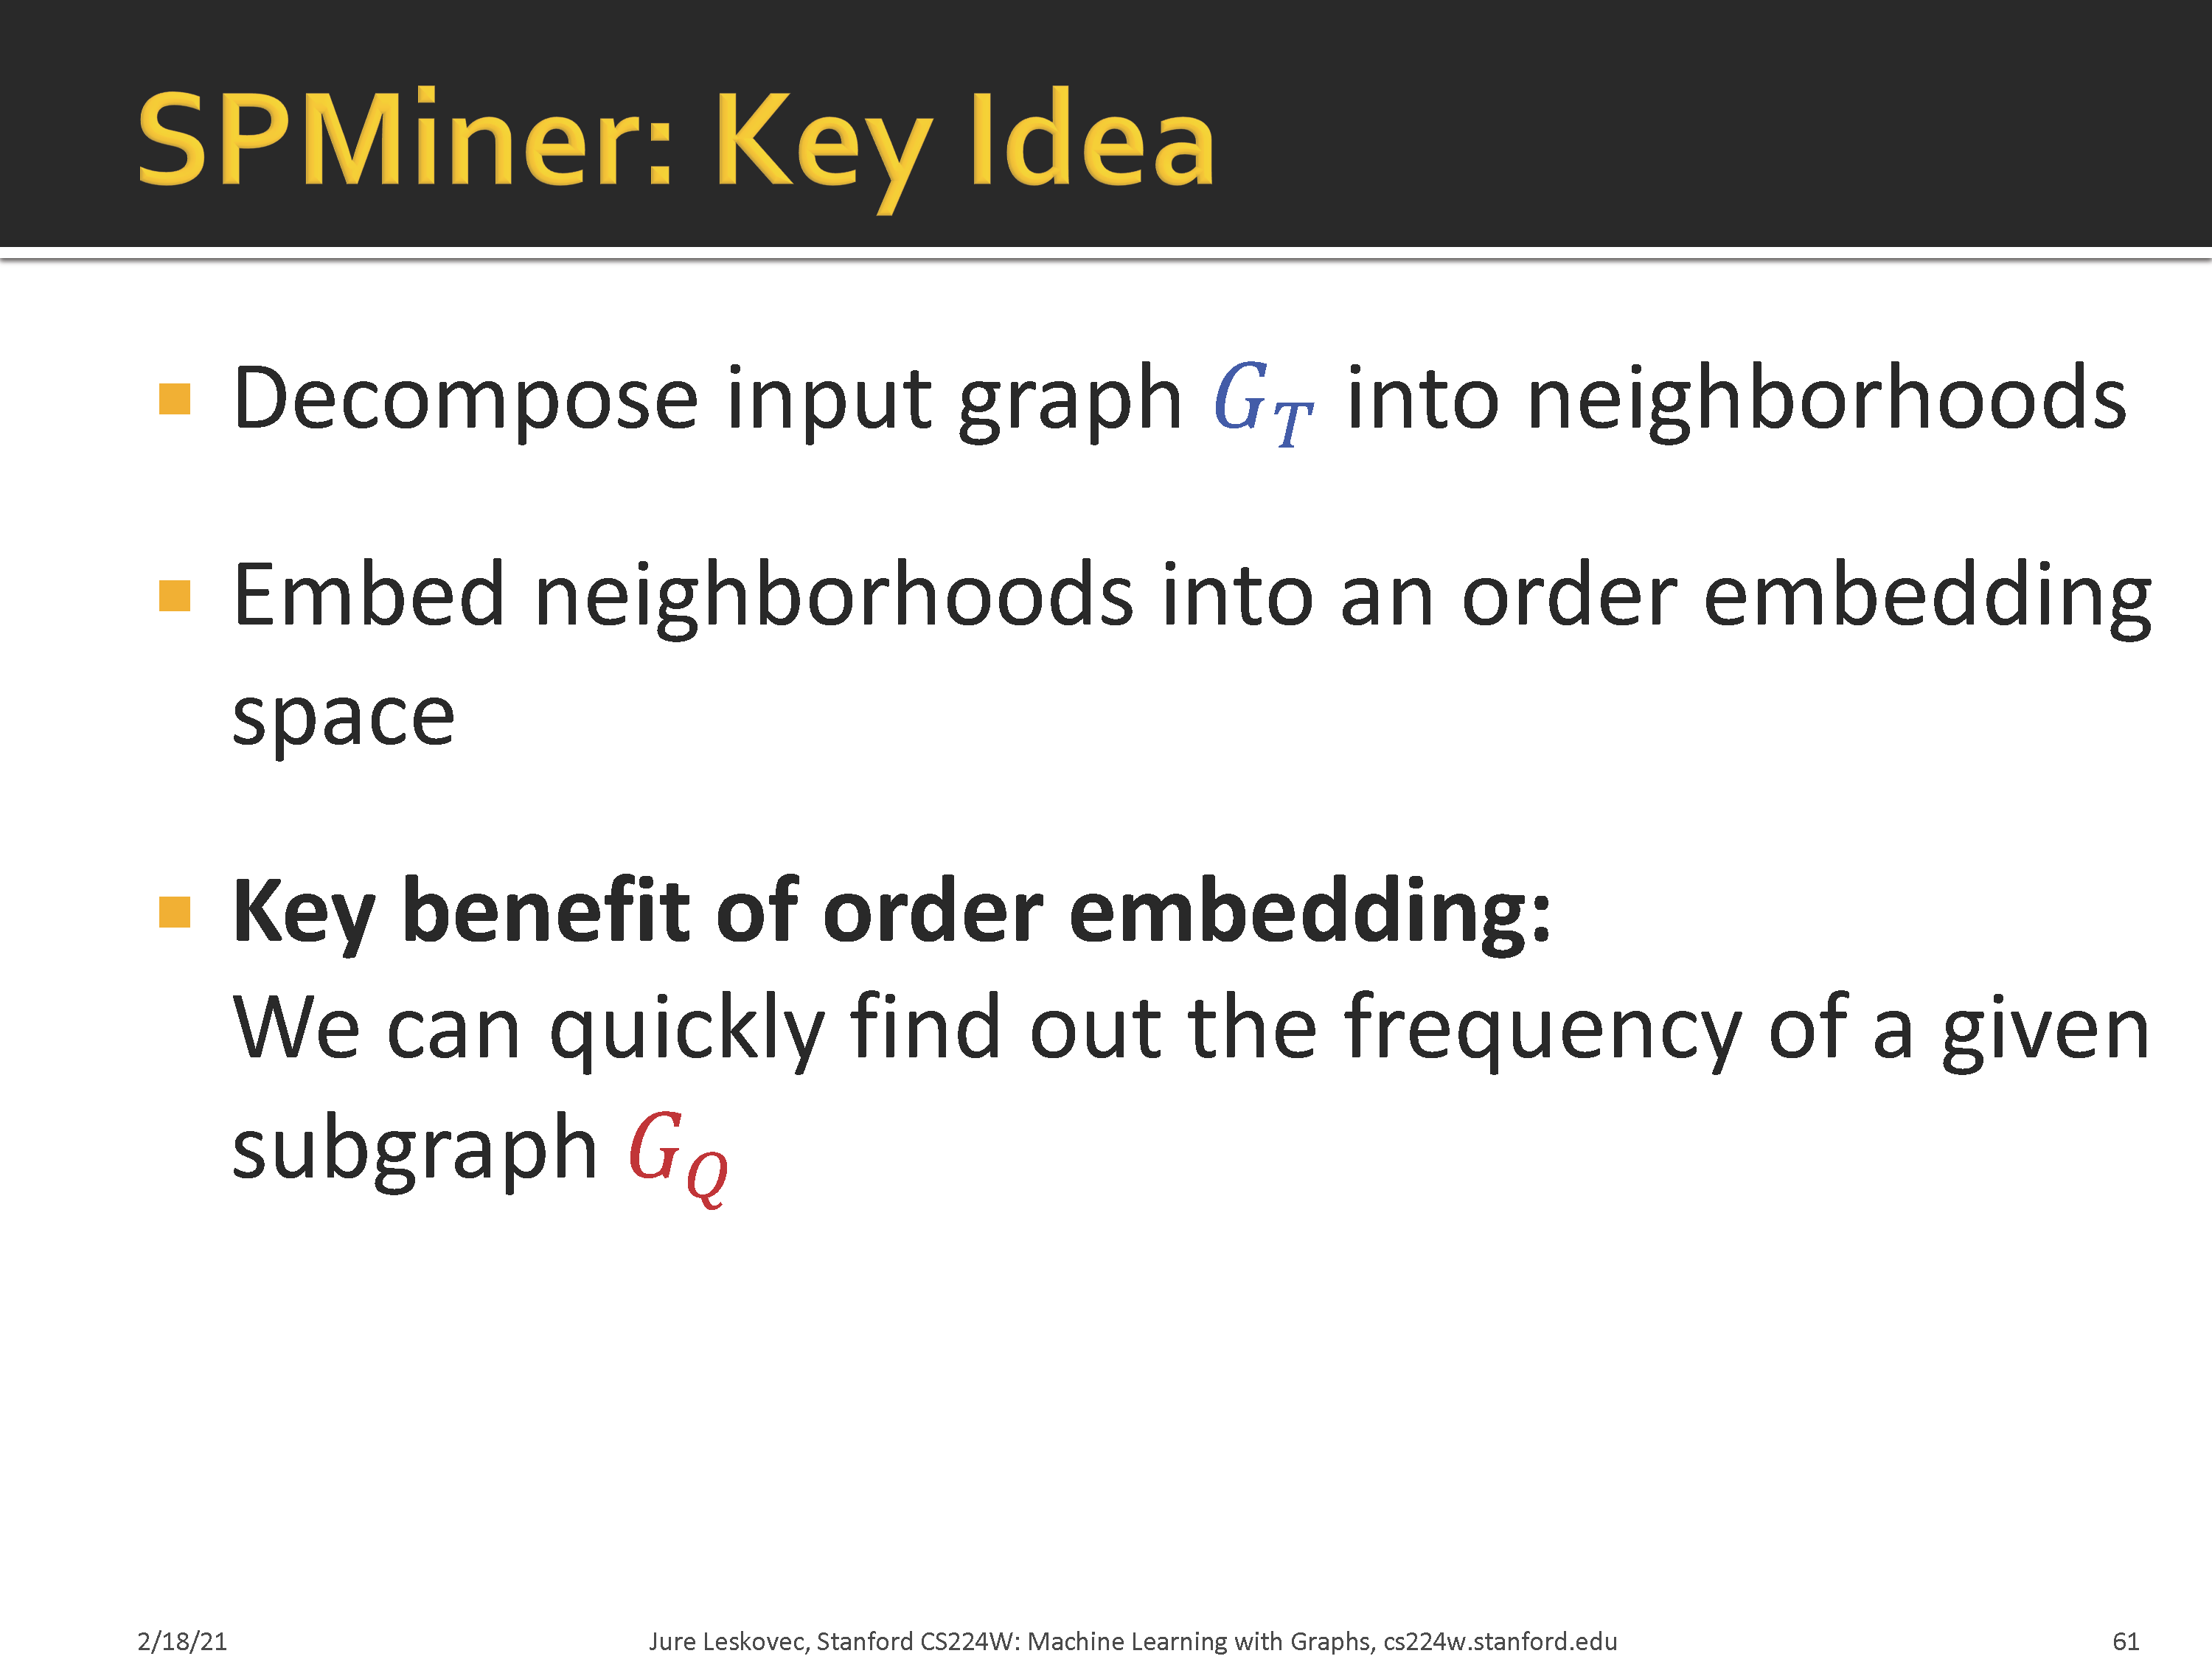 SPMiner: Key Idea
▪ Decompose input graph G_T into neighborhoods
▪ Embed neighborhoods into an order embedding
space
▪ Key benefit of order embedding:
We can quickly find out the frequency of a given
subgraph G_Q
2/18/21
Jure Leskovec, Stanford CS224W: Machine Learning with Graphs, cs224w.stanford.edu
61